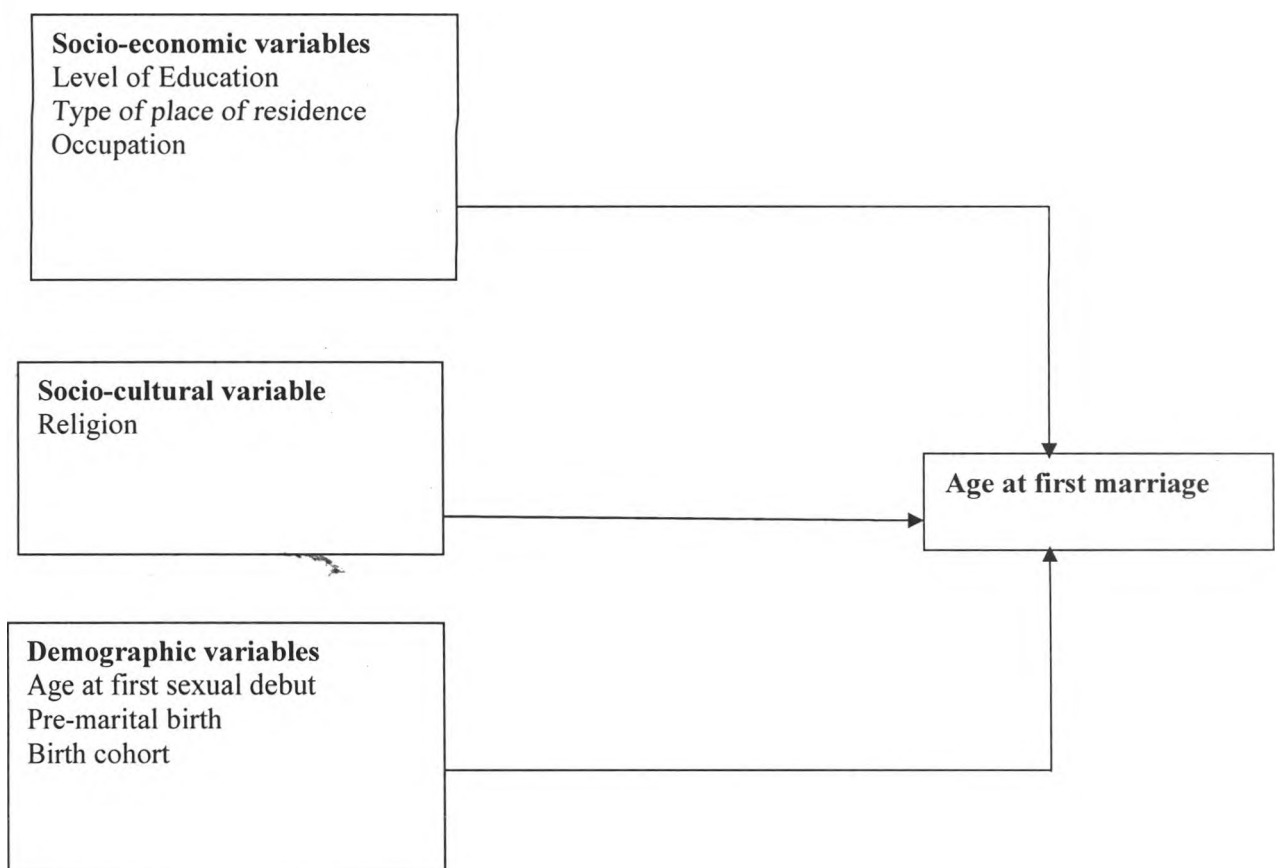 Socio-economic variables
Level of Education
Type of place of residence
Occupation
Socio-cultural variable
Religion
Age at first marriage
Demographic variables
Age at first sexual debut
Pre-marital birth
Birth cohort